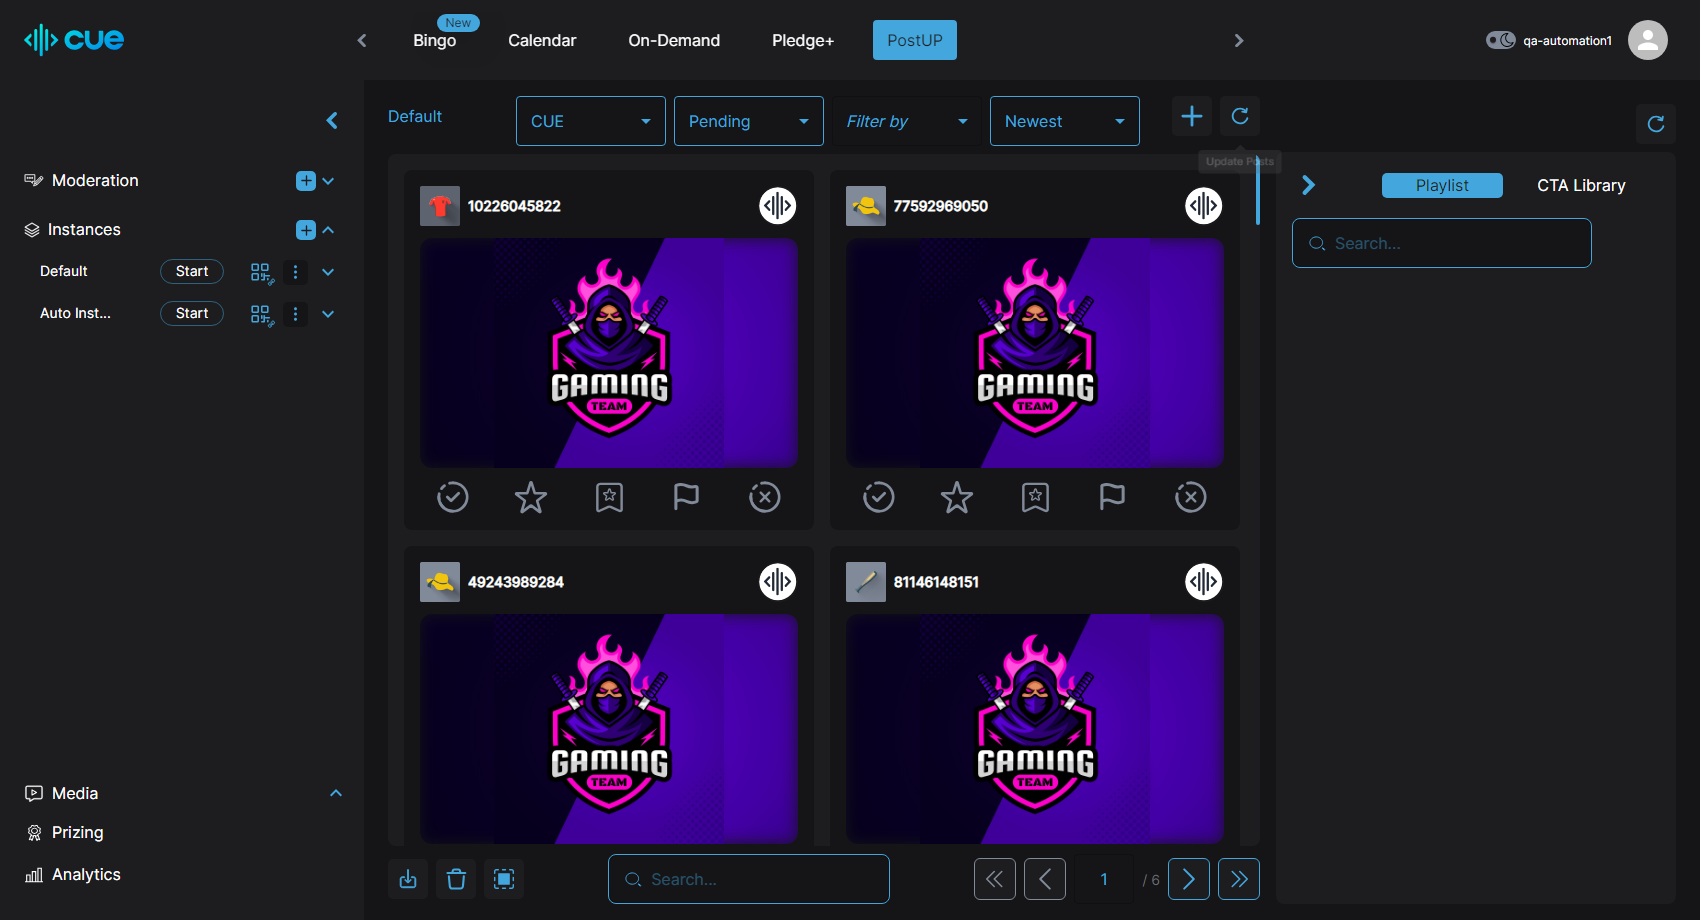 cue
New
Bingo
Calendar
On-Demand
Pledge+
PostUP
qa-automation1
Default
CUE
Pending
Filter by
Newest
Update Posts
Moderation
Instances
Default
Start
Auto Inst...
Start
Media
Prizing
Analytics
10226045822
GAMING
TEAM
77592969050
GAMING
TEAM
49243989284
GAMING
TEAM
81146148151
GAMING
TEAM
Search...
1
/ 6
Playlist
CTA Library
Search...